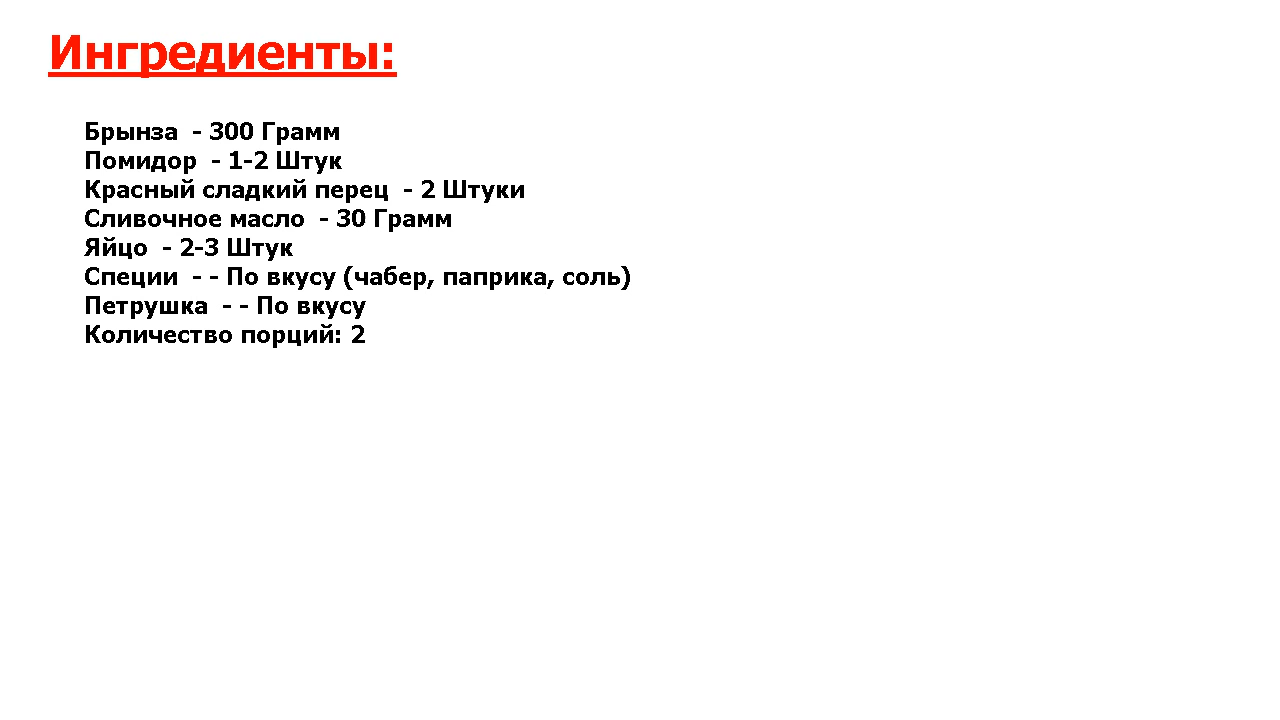 Ингредиенты:
Брынза  - 300 Грамм
Помидор  - 1-2 Штук
Красный сладкий перец  - 2 Штуки
Сливочное масло  - 30 Грамм
Яйцо  - 2-3 Штук
Специи  - - По вкусу (чабер, паприка, соль)
Петрушка  - - По вкусу
Количество порций: 2